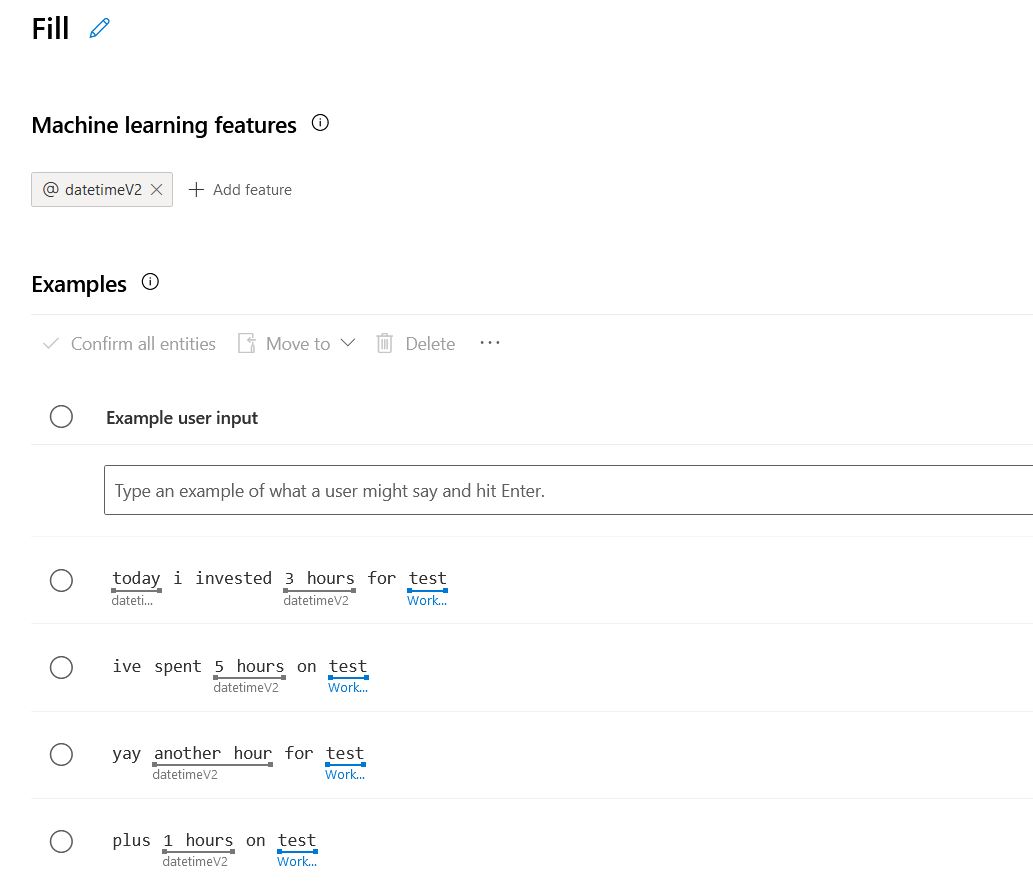 Fill
Machine learning features
@ datetimeV2 Add feature
Examples
Confirm all entities Move to Delete ...
Example user input
Type an example of what a user might say and hit Enter.
today i invested 3 hours for test
dateti... datetimeV2 Work...
ive spent 5 hours on test
datetimeV2 Work...
yay another hour for test
datetimeV2 Work...
plus 1 hours on test
datetimeV2 Work...